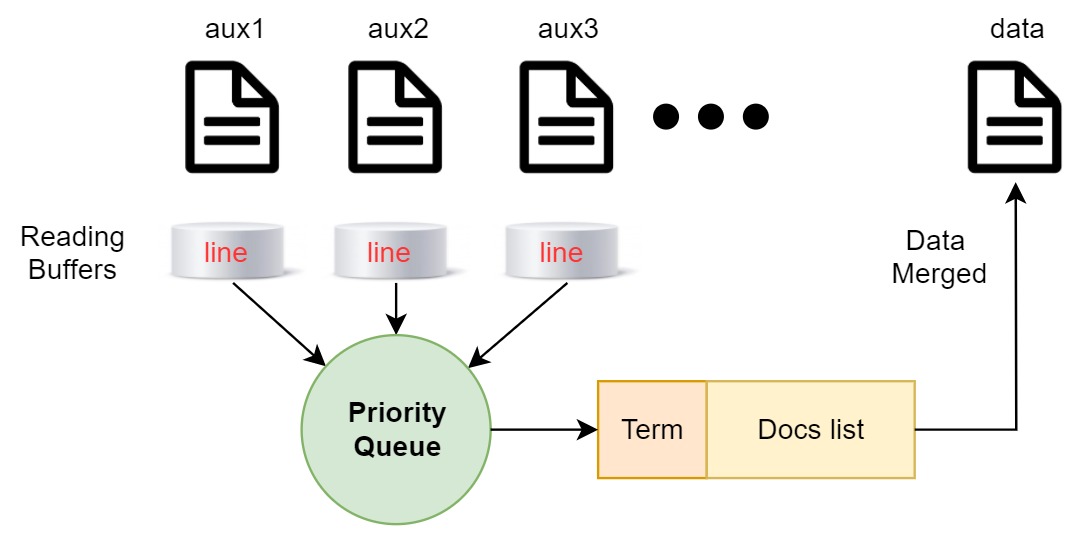 aux1
aux2
aux3
data
Reading
Buffers
line
line
line
Data
Merged
Priority
Queue
Term
Docs list